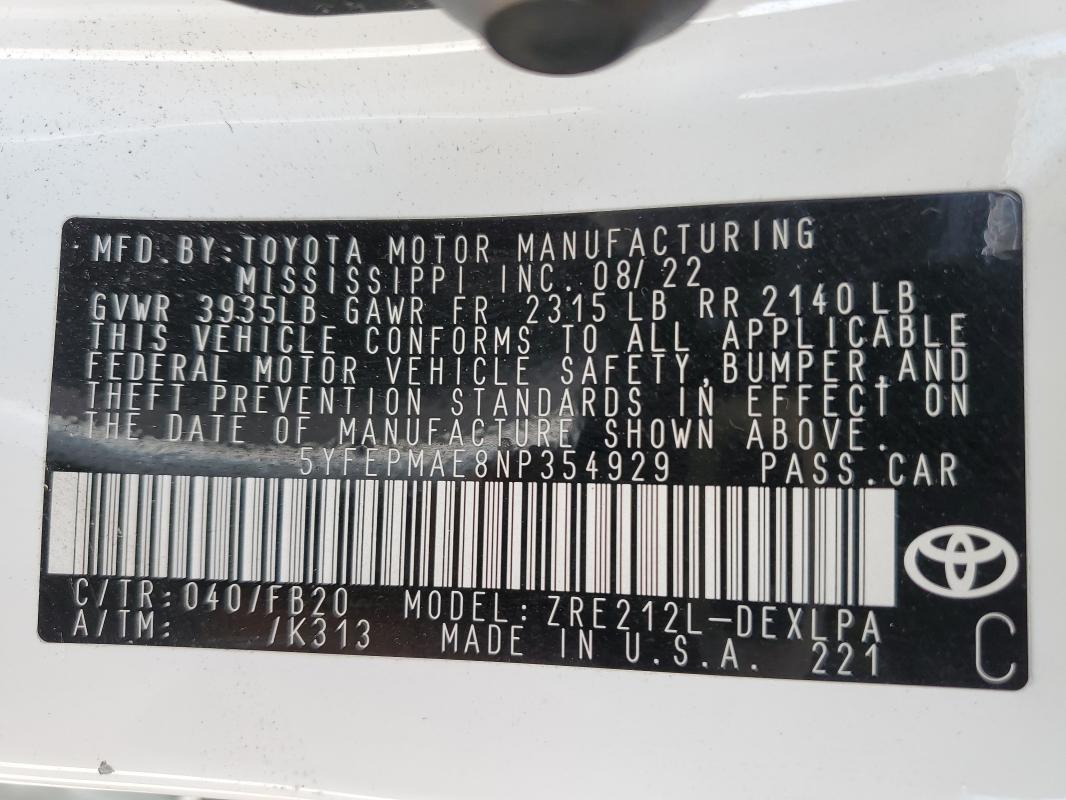 MFD.BY:TOYOTA MOTOR MANUFACTURING
MISSISSIPPI INC. 08/22
GVWR 3935LB GAWR FR 2315 LB RR 2140LB
THIS VEHICLE CONFORMS TO ALL APPLICABLE
FEDERAL MOTOR VEHICLE SAFETY,BUMPER,AND
THEFT PREVENTION STANDARDS IN EFFECT ON
THE DATE OF MANUFACTURE SHOWN ABOVE.
5YFEPMAE8NP354929 PASS.CAR
C/TR:040/FB20 MODEL:ZRE212L-DEXLPA
A/TM: /K313 MADE IN U.S.A. 221
C